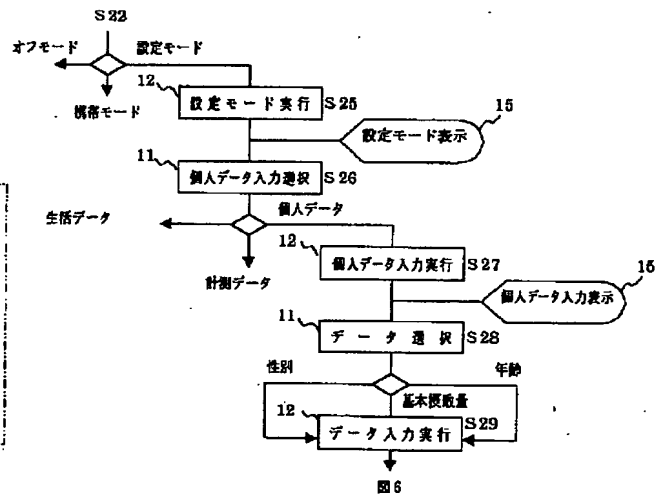 S22
オフモード
設定モード
携帯モード
12
設定モード実行
S25
15
設定モード表示
11
個人データ入力選択
S26
生活データ
個人データ
計測データ
12
個人データ入力実行
S27
15
個人データ入力表示
11
データ選択
S28
性別
年齢
基本摂取量
12
データ入力実行
S29
図6